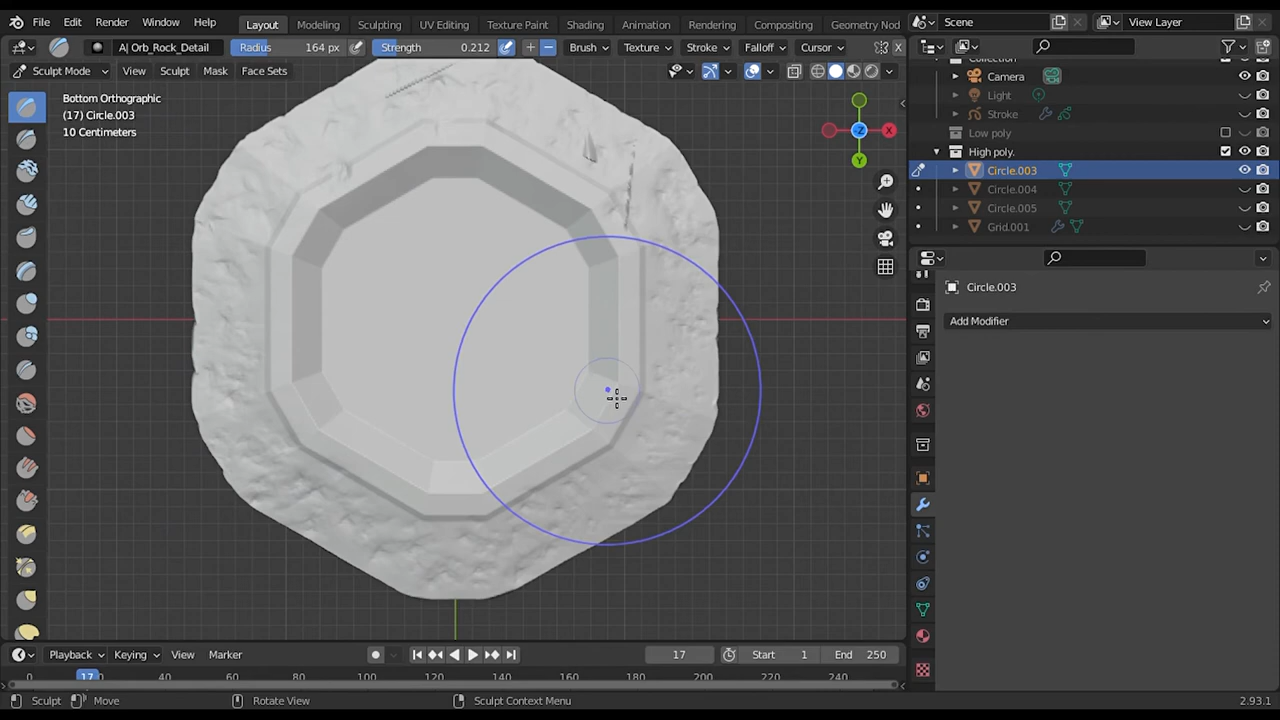 File Edit Render Window Help Layout Modeling Sculpting UV Editing Texture Paint Shading Animation Rendering Compositing Geometry Nod Scene View Layer
A| Orb_Rock_Detail Radius 164 px Strength 0.212 Brush Texture Stroke Falloff Cursor
Sculpt Mode View Sculpt Mask Face Sets
Bottom Orthographic
(17) Circle.003
10 Centimeters
X
-Z
Y
Collection
Camera
Light
Stroke
Low poly
High poly.
Circle.003
Circle.004
Circle.005
Grid.001
Circle.003
Add Modifier
Playback Keying View Marker 17 Start 1 End 250
0 17 40 60 80 100 120 140 160 180 200 220 240
Sculpt Move Rotate View Sculpt Context Menu 2.93.1